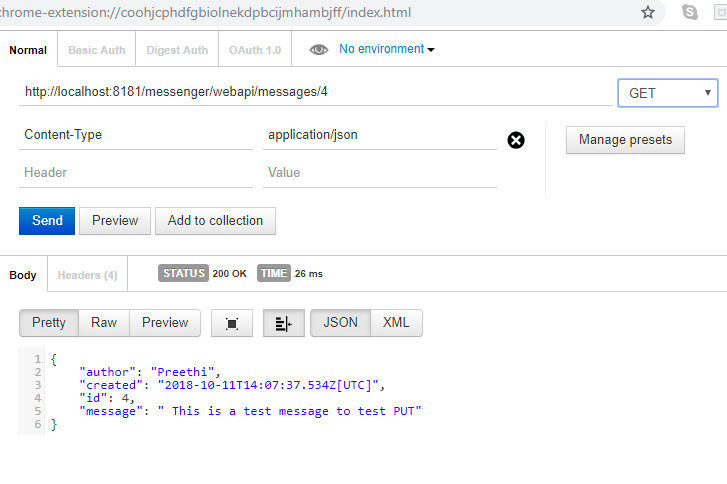 chrome-extension://coohjcphdfgbiolnekdpbcijmhambjff/index.html
Normal Basic Auth Digest Auth OAuth 1.0 No environment
http://localhost:8181/messenger/webapi/messages/4 GET
Content-Type application/json Manage presets
Header Value
Send Preview Add to collection
Body Headers (4) STATUS 200 OK TIME 26 ms
Pretty Raw Preview JSON XML
1 {
2 "author": "Preethi",
3 "created": "2018-10-11T14:07:37.534Z[UTC]",
4 "id": 4,
5 "message": " This is a test message to test PUT"
6 }